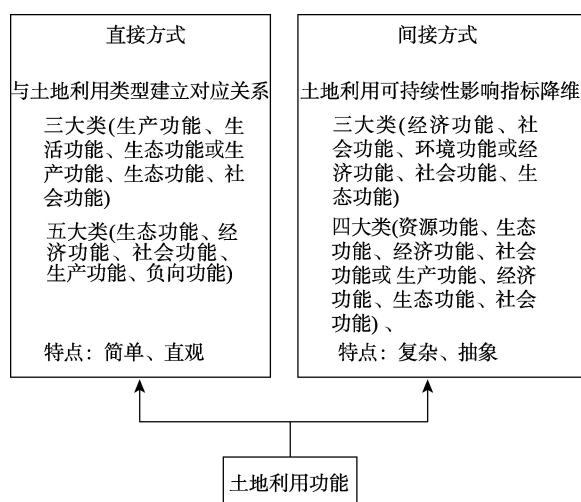 直接方式
与土地利用类型建立对应关系
三大类(生产功能、生
活功能、生态功能或生
产功能、生态功能、社
会功能)
五大类(生态功能、经
济功能、社会功能、
生产功能、负向功能)
特点：简单、直观
间接方式
土地利用可持续性影响指标降维
三大类(经济功能、社
会功能、环境功能或经
济功能、社会功能、生
态功能)
四大类(资源功能、生态
功能、经济功能、社会
功能或 生产功能、经济
功能、生态功能、社会
功能) 、
特点：复杂、抽象
土地利用功能